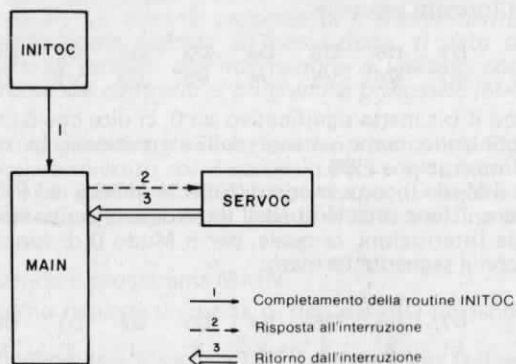 INITOC
1
2
3
SERVOC
MAIN
1 Completamento della routine INITOC
2 Risposta all'interruzione
3 Ritorno dall'interruzione